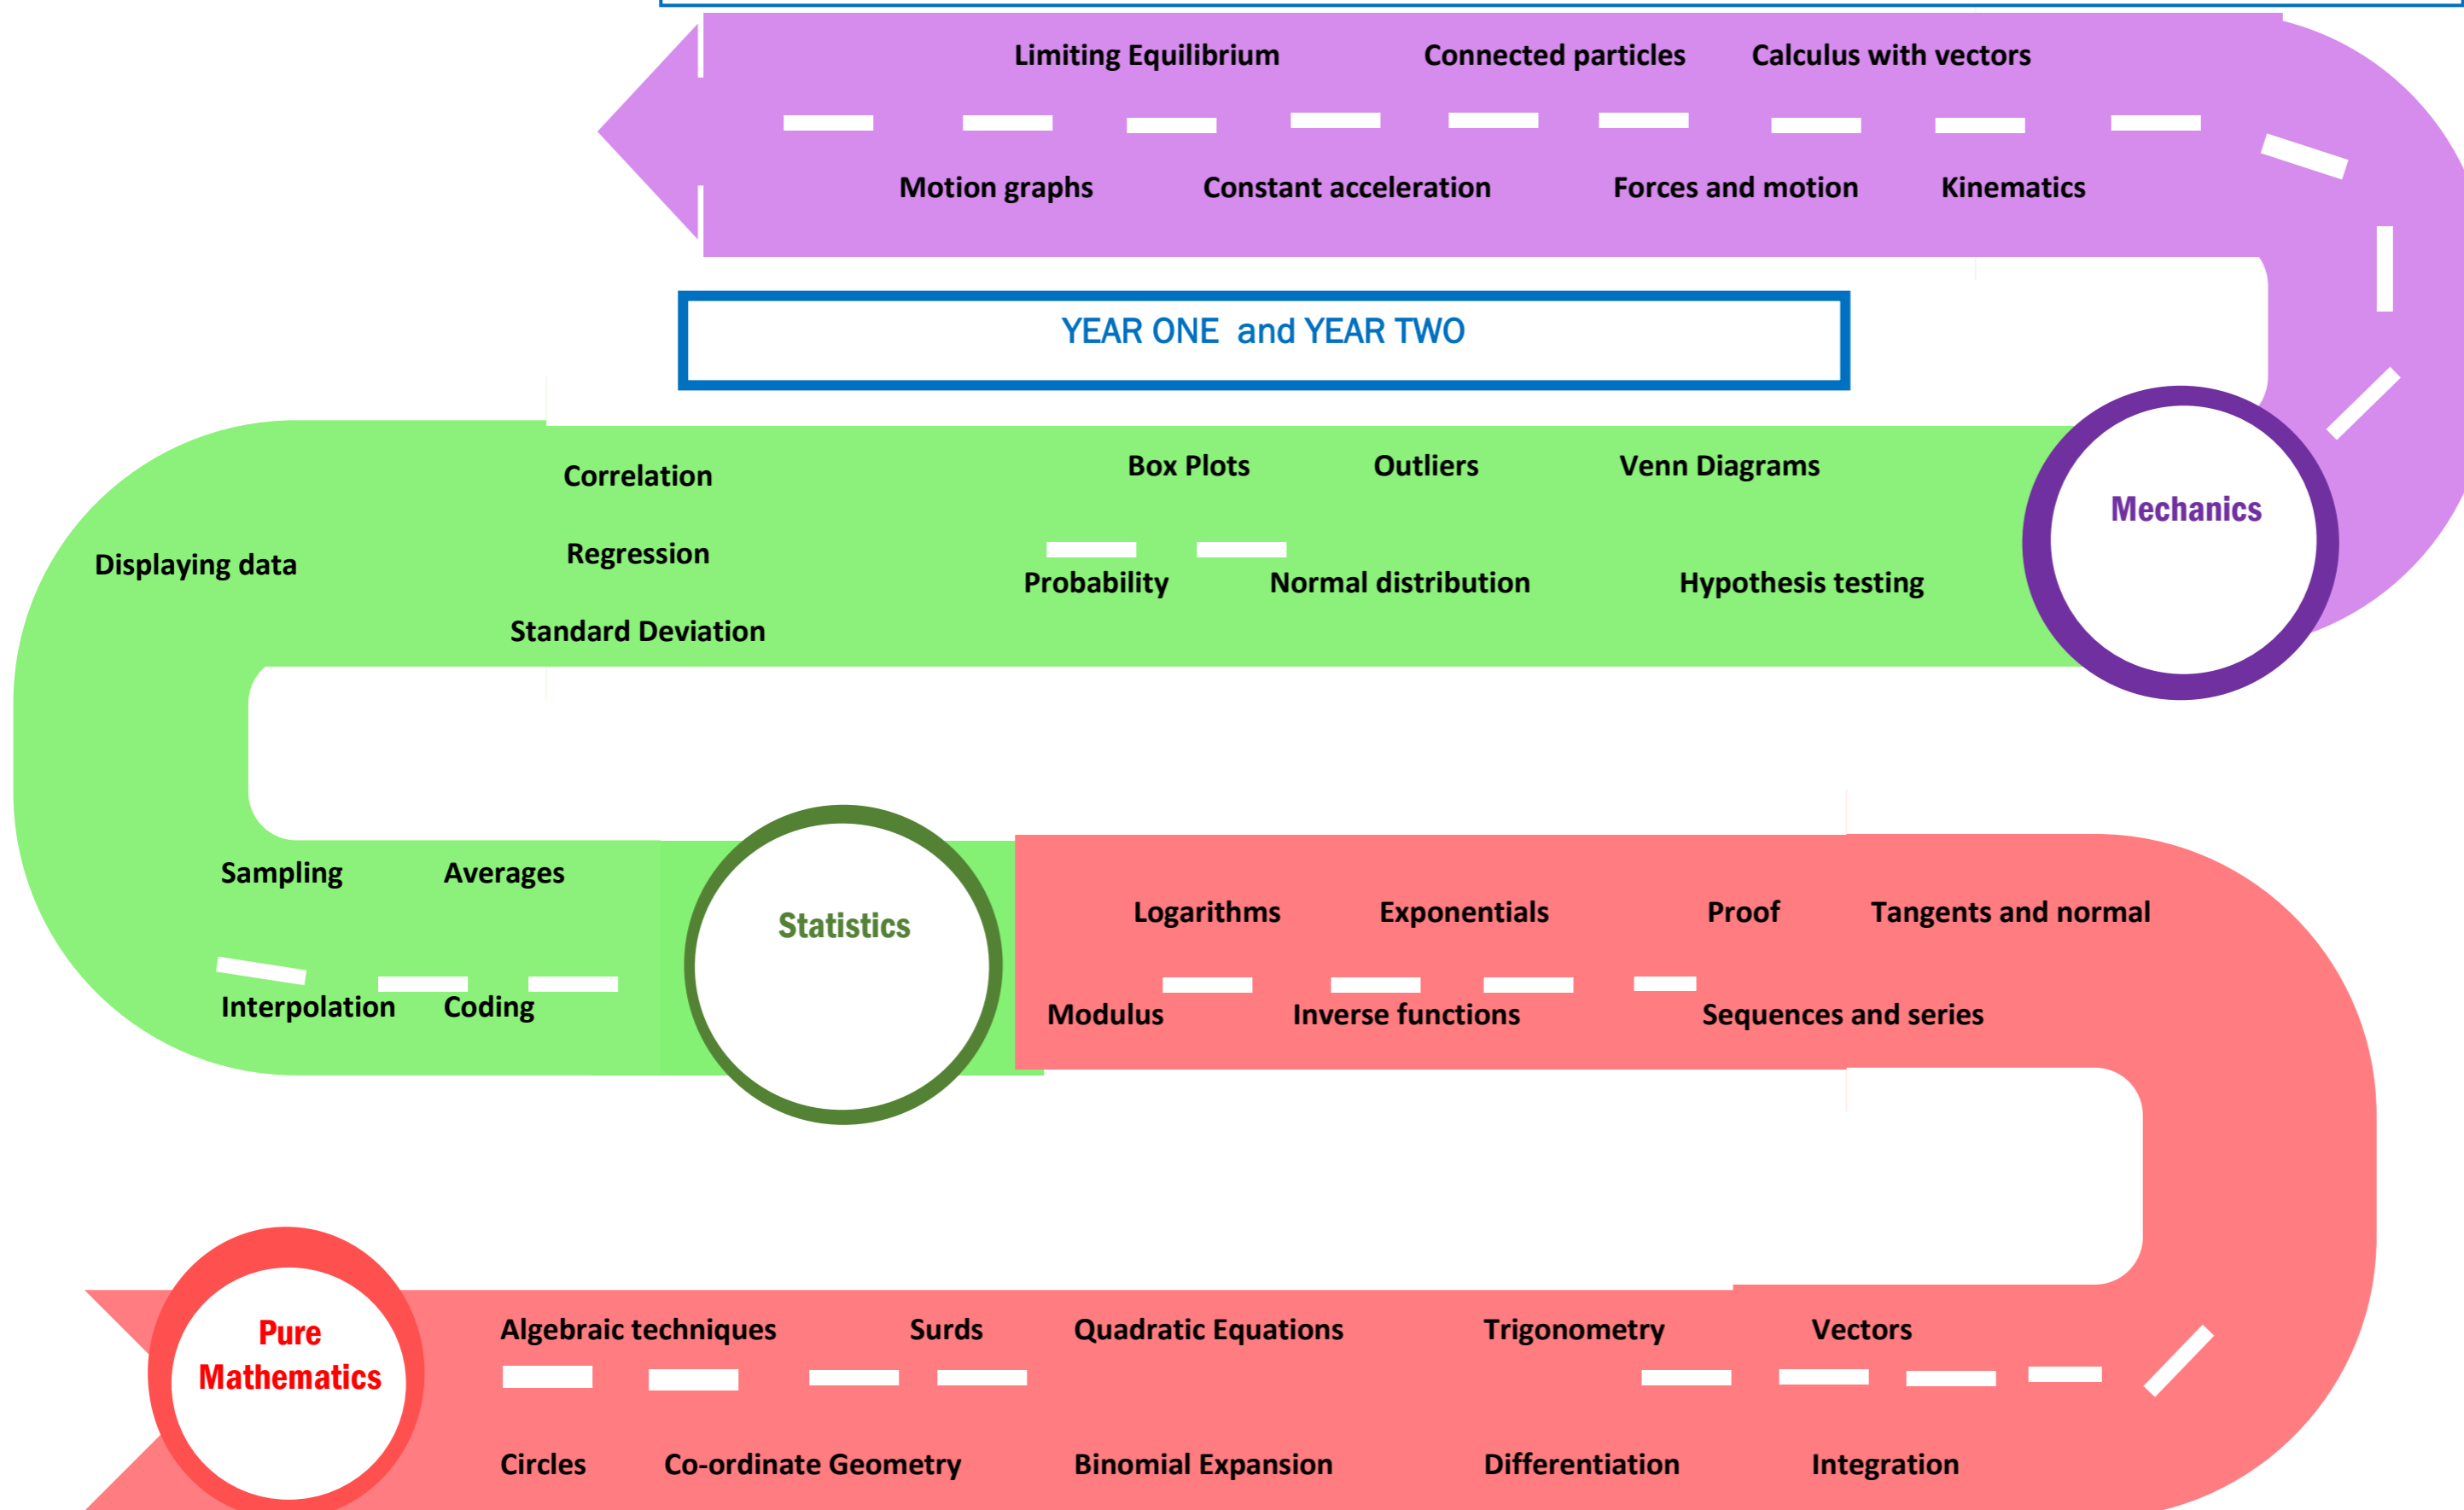 Limiting Equilibrium Connected particles Calculus with vectors
Motion graphs Constant acceleration Forces and motion Kinematics
YEAR ONE and YEAR TWO
Correlation
Box Plots Outliers Venn Diagrams
Mechanics
Displaying data
Regression
Probability Normal distribution Hypothesis testing
Standard Deviation
Sampling Averages
Statistics
Logarithms Exponentials Proof Tangents and normal
Interpolation Coding
Modulus Inverse functions Sequences and series
Pure
Mathematics
Algebraic techniques Surds Quadratic Equations Trigonometry Vectors
Circles Co-ordinate Geometry Binomial Expansion Differentiation Integration